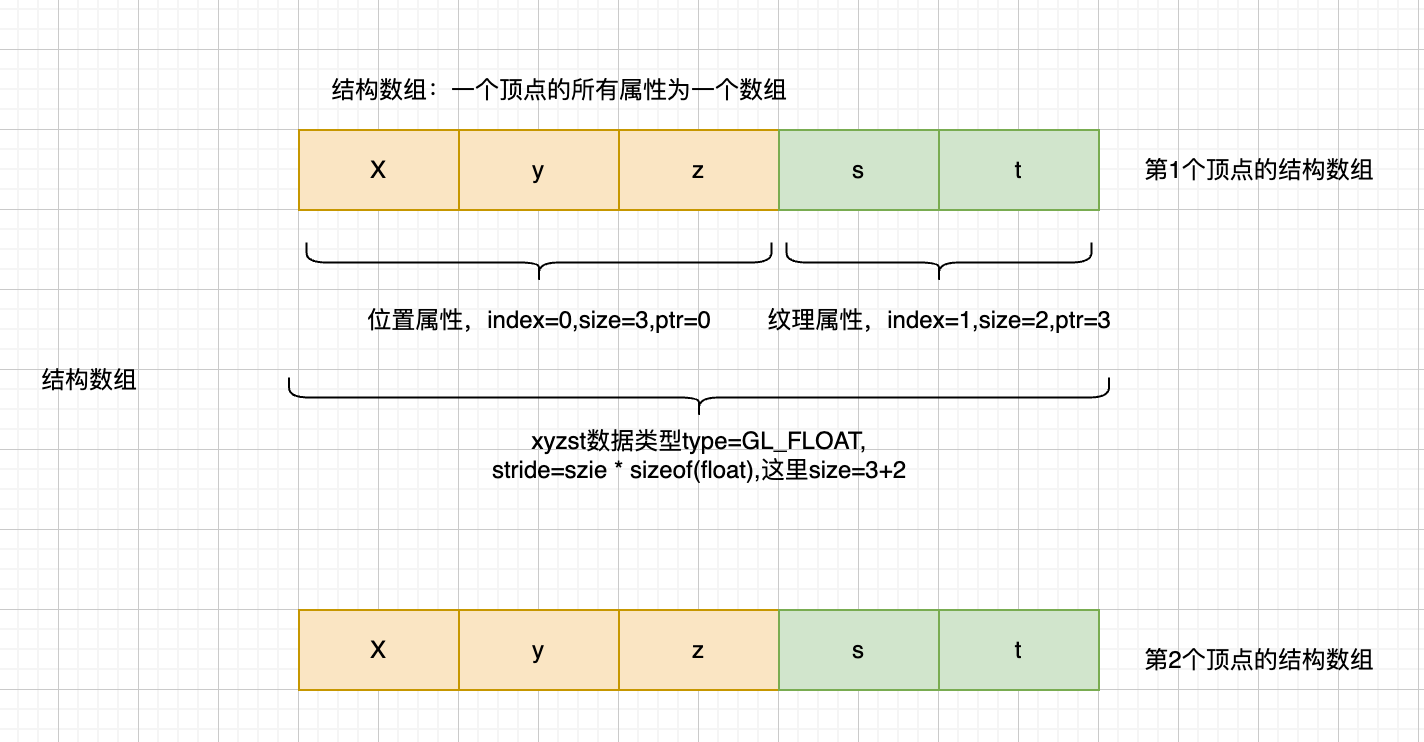 结构数组：一个顶点的所有属性为一个数组
X y z s t 第1个顶点的结构数组
位置属性，index=0,size=3,ptr=0 纹理属性，index=1,size=2,ptr=3
结构数组
xyzst数据类型type=GL_FLOAT,
stride=szie * sizeof(float),这里size=3+2
X y z s t 第2个顶点的结构数组